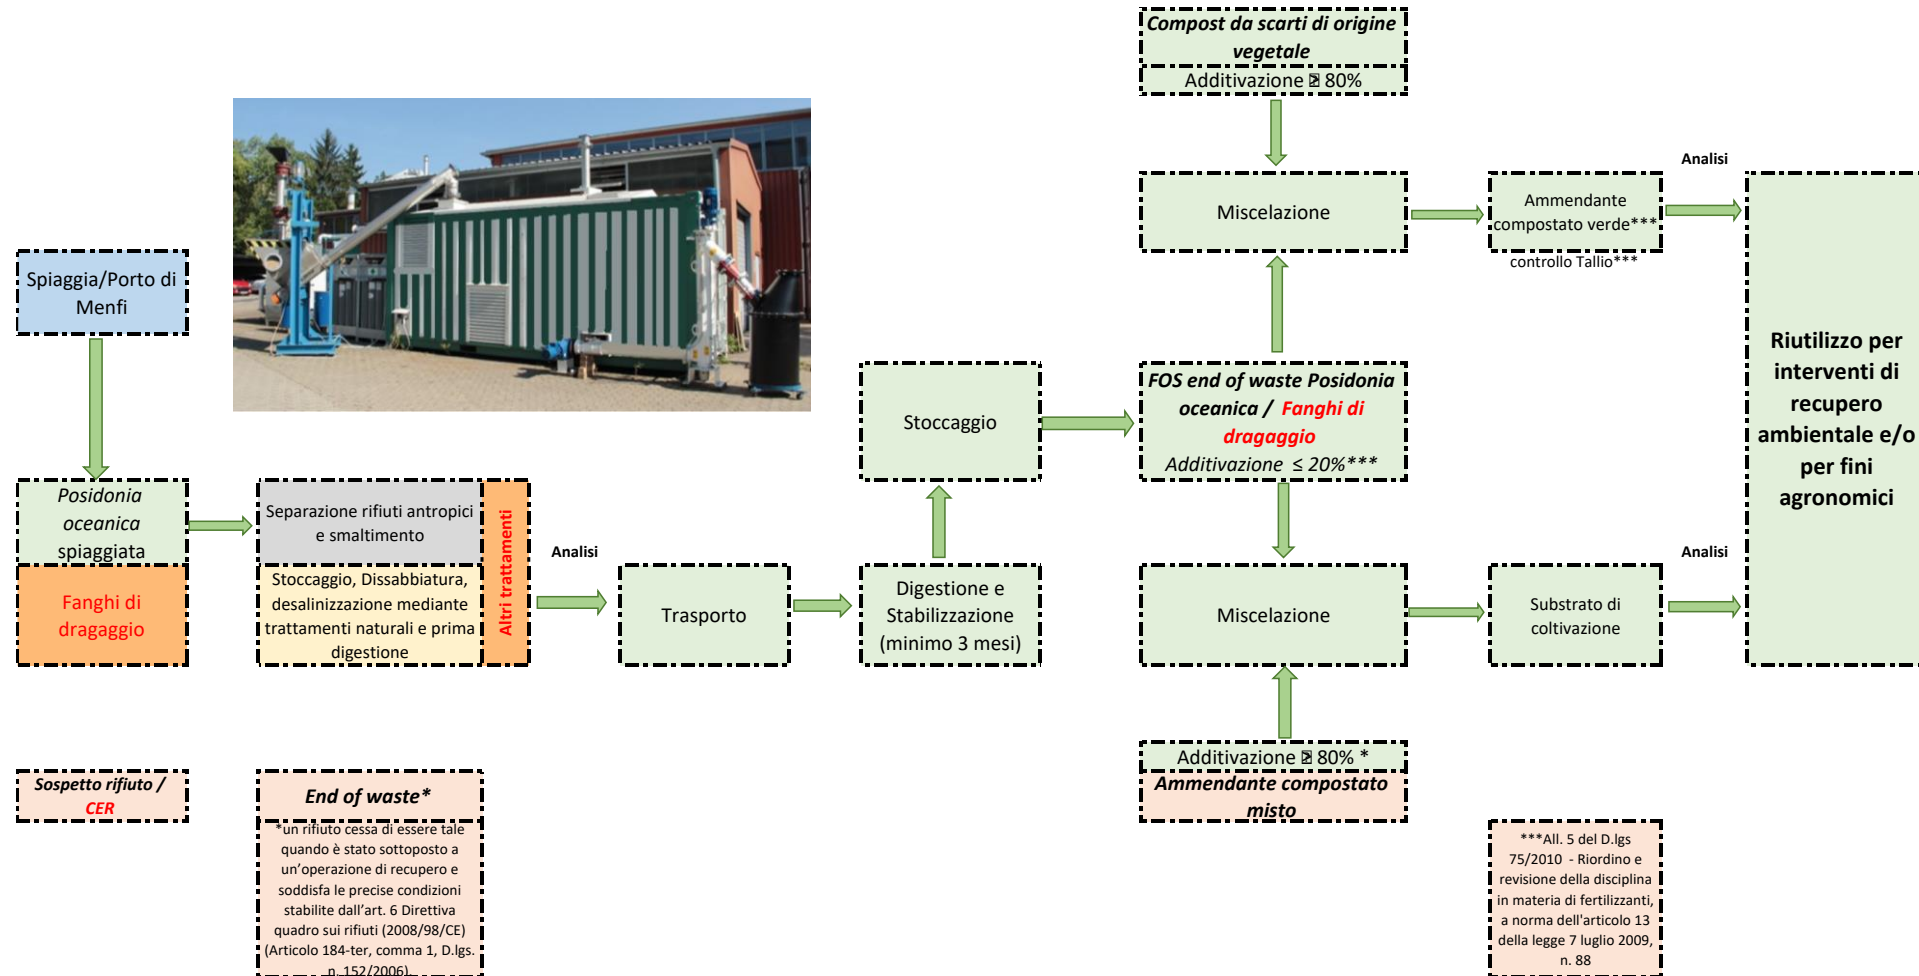 Compost da scarti di origine
vegetale
Additivazione ≥ 80%
Miscelazione
Ammendante
compostato verde***
controllo Tallio***
Analisi
Spiaggia/Porto di
Menfi
Posidonia
oceanica
spiaggiata
Fanghi di
dragaggio
Separazione rifiuti antropici
e smaltimento
Stoccaggio, Dissabbiatura,
desalinizzazione mediante
trattamenti naturali e prima
digestione
Altri trattamenti
Analisi
Trasporto
Digestione e
Stabilizzazione
(minimo 3 mesi)
Stoccaggio
FOS end of waste Posidonia
oceanica / Fanghi di
dragaggio
Additivazione ≤ 20%***
Miscelazione
Substrato di
coltivazione
Analisi
Riutilizzo per
interventi di
recupero
ambientale e/o
per fini
agronomici
Additivazione ≥ 80% *
Ammendante compostato
misto
Sospetto rifiuto /
CER
End of waste*
*un rifiuto cessa di essere tale
quando è stato sottoposto a
un'operazione di recupero e
soddisfa le precise condizioni
stabilite dall'art. 6 Direttiva
quadro sui rifiuti (2008/98/CE)
(Articolo 184-ter, comma 1, D.lgs.
n. 152/2006).
***All. 5 del D.lgs
75/2010 - Riordino e
revisione della disciplina
in materia di fertilizzanti,
a norma dell'articolo 13
della legge 7 luglio 2009,
n. 88